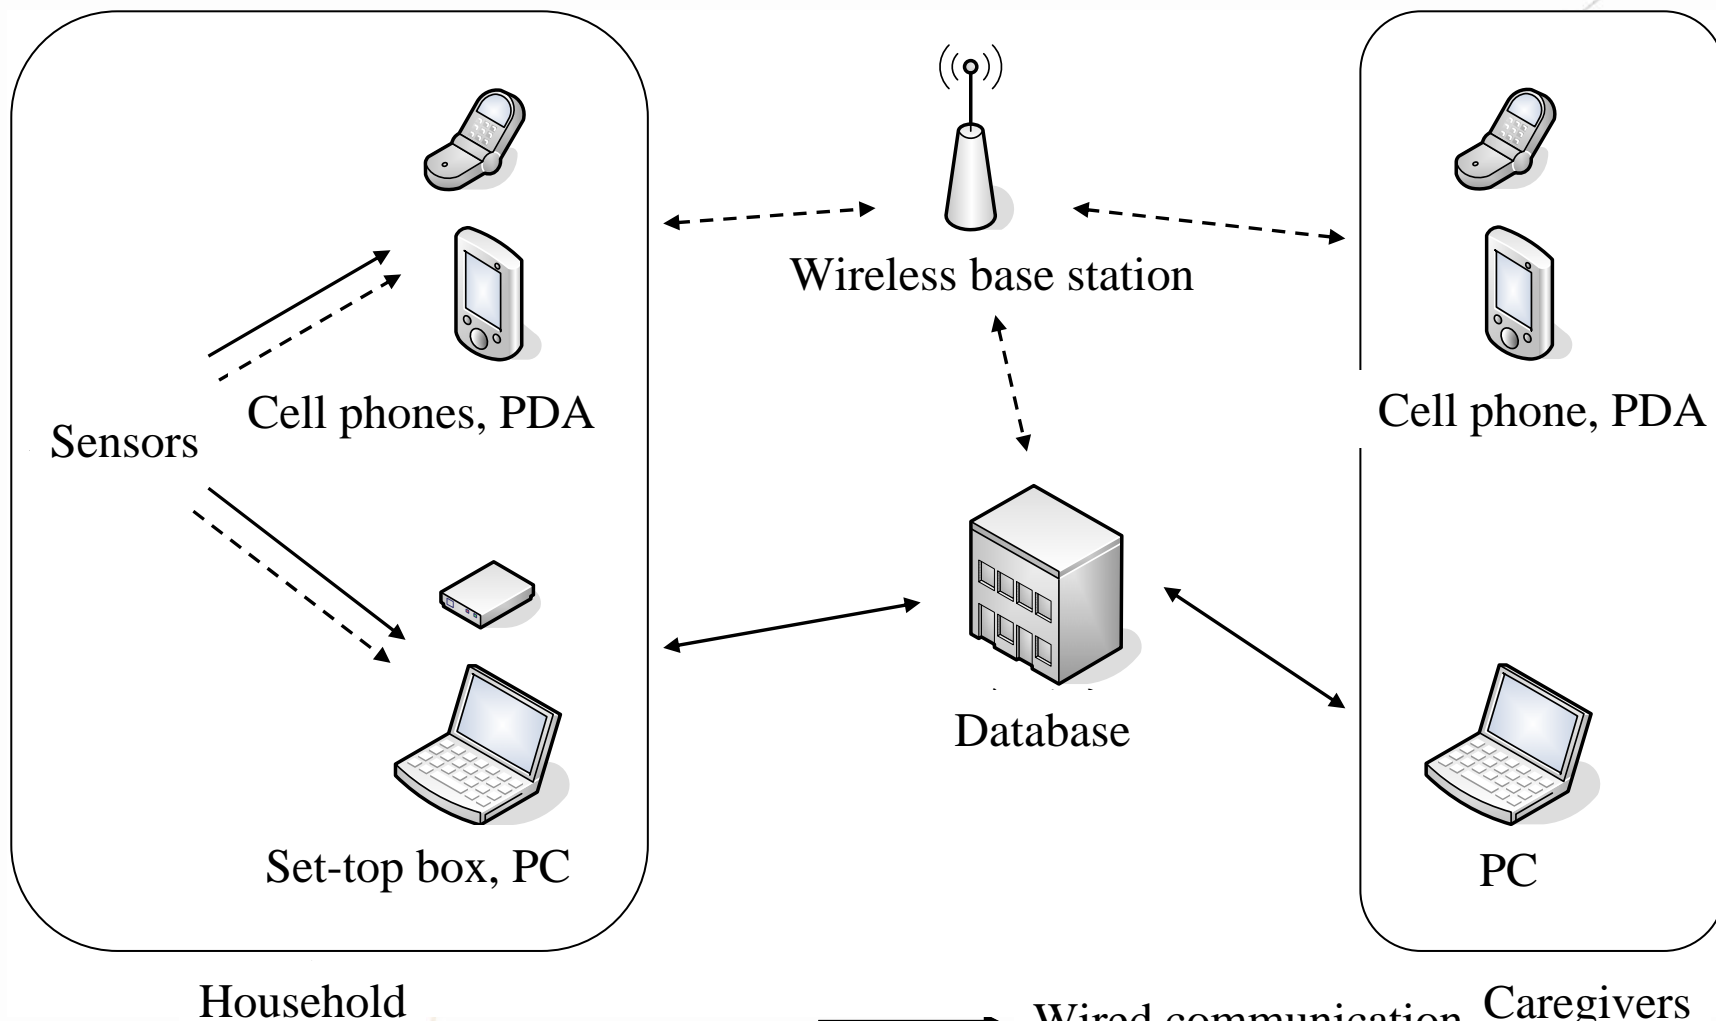 Wireless base station
Cell phones, PDA
Cell phone, PDA
Sensors
Database
Set-top box, PC
PC
Household
Wired communication
Caregivers